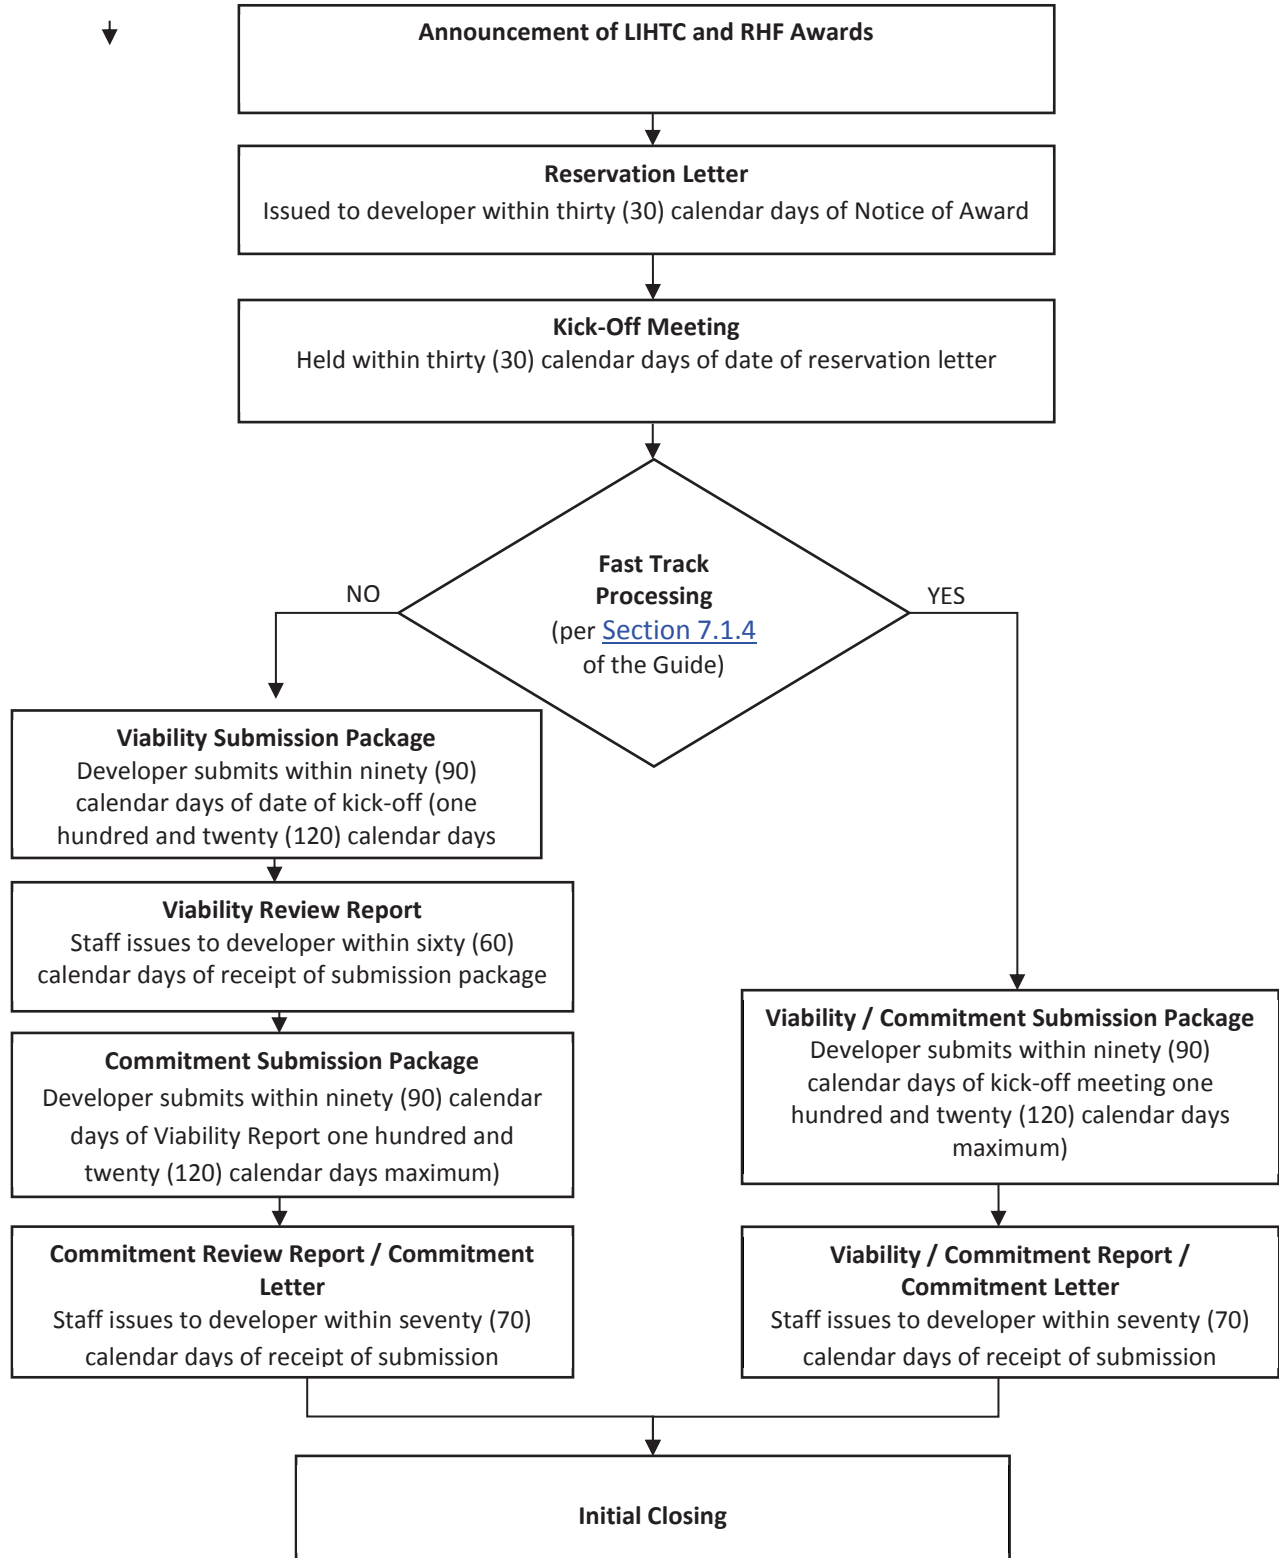 Announcement of LIHTC and RHF Awards
Reservation Letter
Issued to developer within thirty (30) calendar days of Notice of Award
Kick-Off Meeting
Held within thirty (30) calendar days of date of reservation letter
Fast Track
Processing
(per Section 7.1.4
of the Guide)
NO
YES
Viability Submission Package
Developer submits within ninety (90)
calendar days of date of kick-off (one
hundred and twenty (120) calendar days
Viability Review Report
Staff issues to developer within sixty (60)
calendar days of receipt of submission package
Commitment Submission Package
Developer submits within ninety (90) calendar
days of Viability Report one hundred and
twenty (120) calendar days maximum)
Commitment Review Report / Commitment
Letter
Staff issues to developer within seventy (70)
calendar days of receipt of submission
Viability / Commitment Submission Package
Developer submits within ninety (90)
calendar days of kick-off meeting one
hundred and twenty (120) calendar days
maximum)
Viability / Commitment Report /
Commitment Letter
Staff issues to developer within seventy (70)
calendar days of receipt of submission
Initial Closing